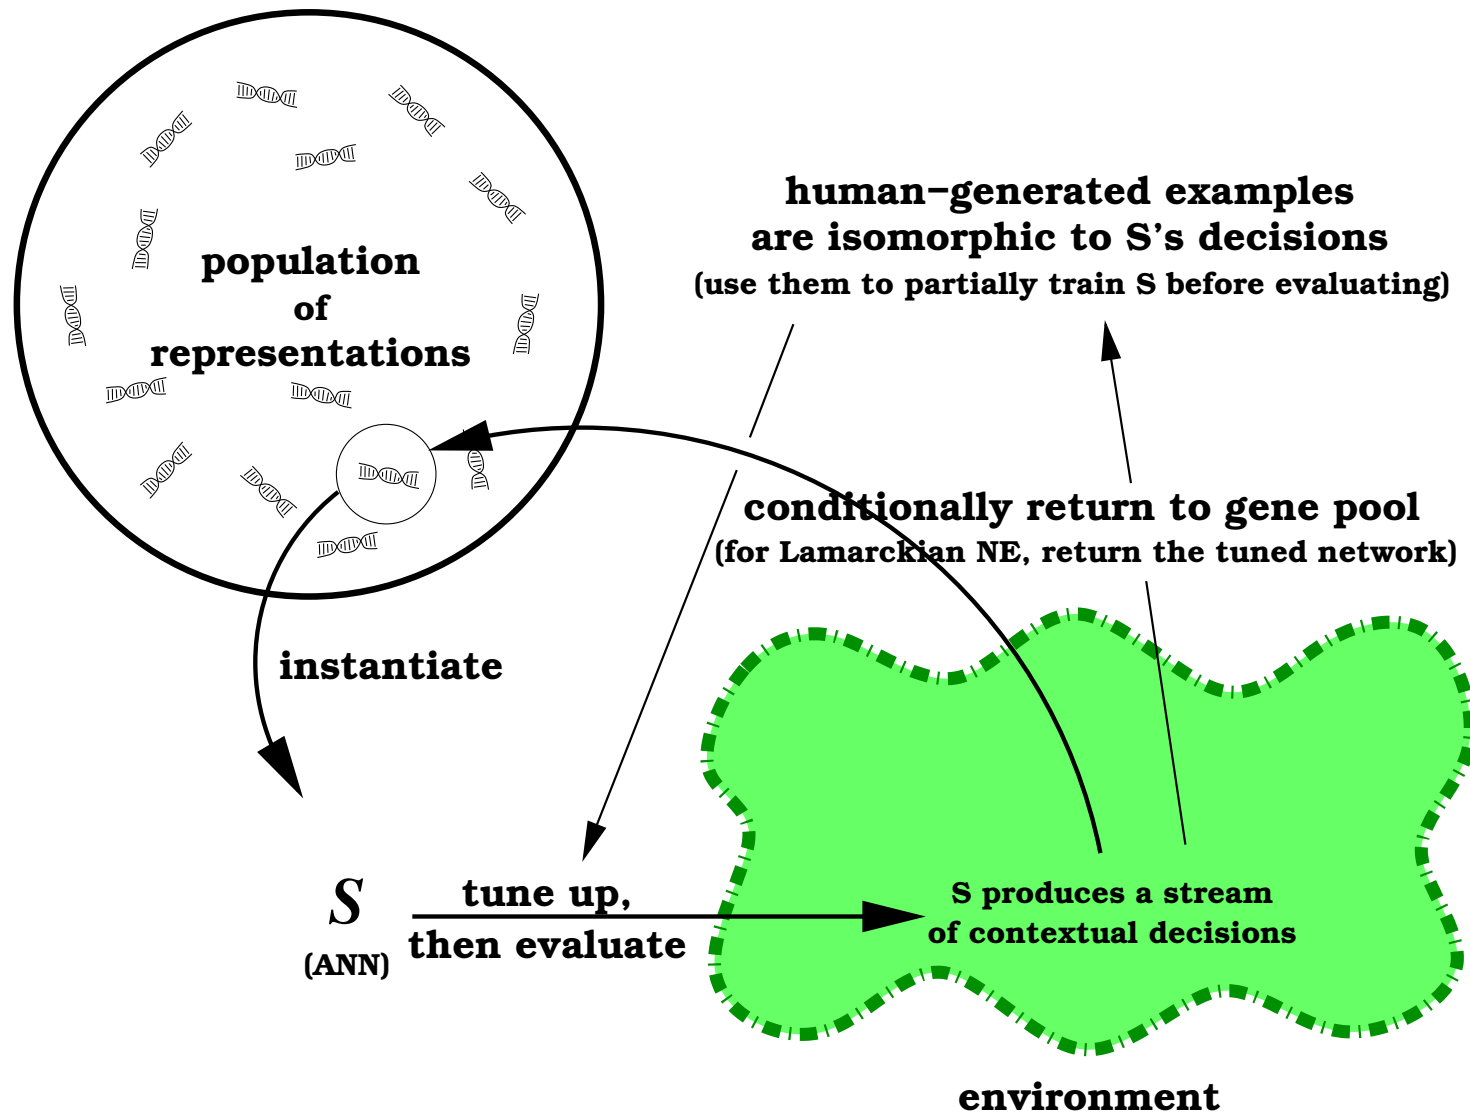 population
of
representations
human−generated examples
are isomorphic to S's decisions
(use them to partially train S before evaluating)
conditionally return to gene pool
(for Lamarckian NE, return the tuned network)
instantiate
S
(ANN)
tune up,
then evaluate
S produces a stream
of contextual decisions
environment